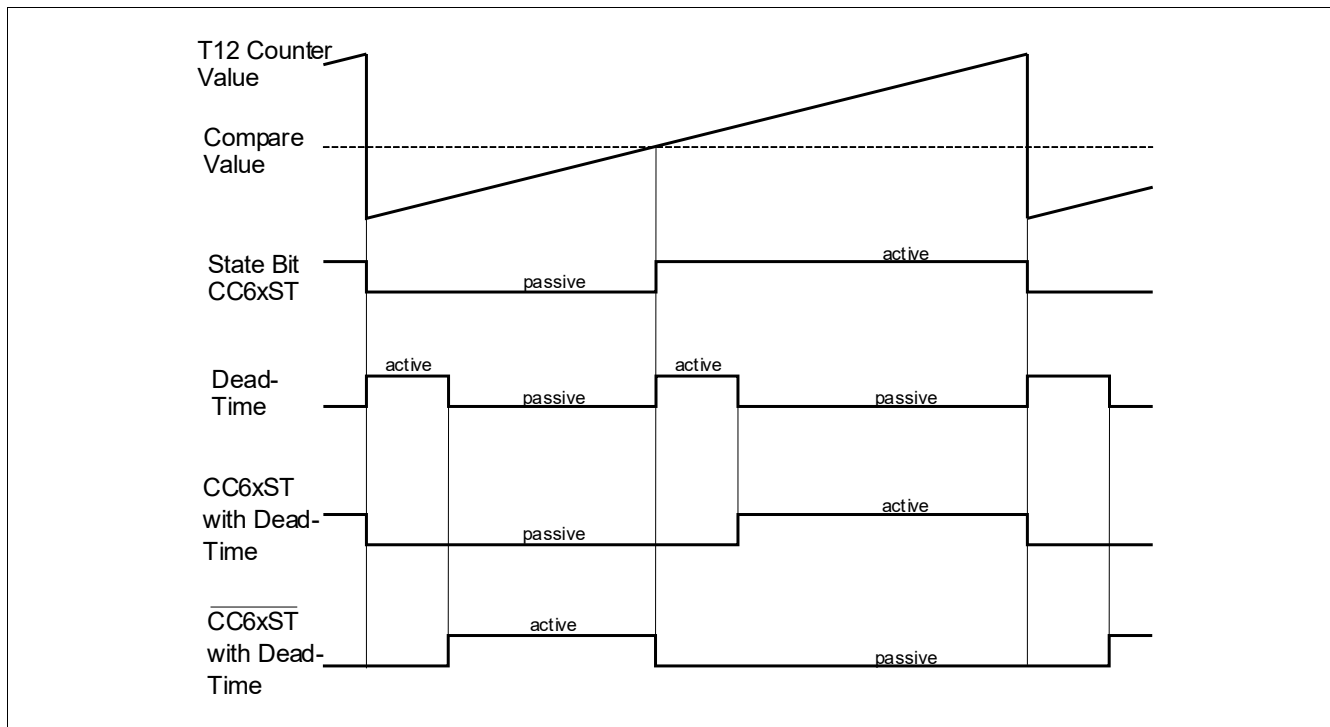 T12 Counter
Value
Compare
Value
State Bit
CC6xST
passive
active
Dead-
Time
active
passive
active
passive
CC6xST
with Dead-
Time
passive
active
CC6xST
with Dead-
Time
active
passive